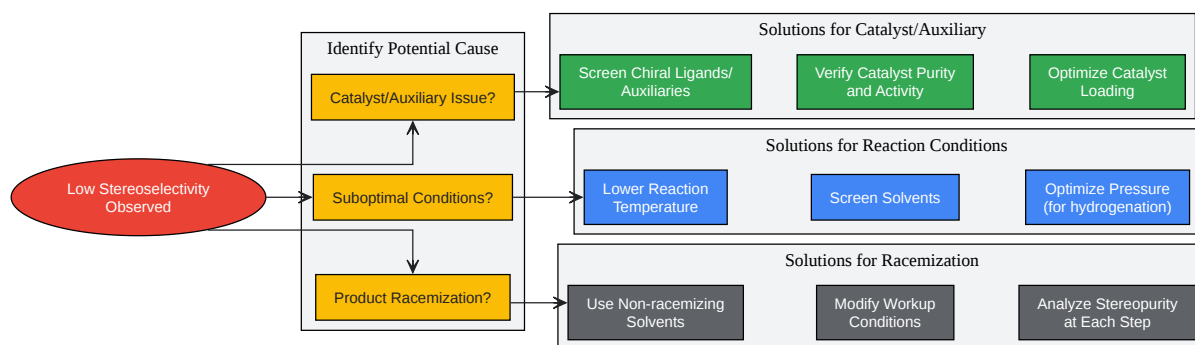 Low Stereoselectivity
Observed
Identify Potential Cause
Catalyst/Auxiliary Issue?
Suboptimal Conditions?
Product Racemization?
Solutions for Catalyst/Auxiliary
Screen Chiral Ligands/
Auxiliaries
Verify Catalyst Purity
and Activity
Optimize Catalyst
Loading
Solutions for Reaction Conditions
Lower Reaction
Temperature
Screen Solvents
Optimize Pressure
(for hydrogenation)
Solutions for Racemization
Use Non-racemizing
Solvents
Modify Workup
Conditions
Analyze Stereopurity
at Each Step